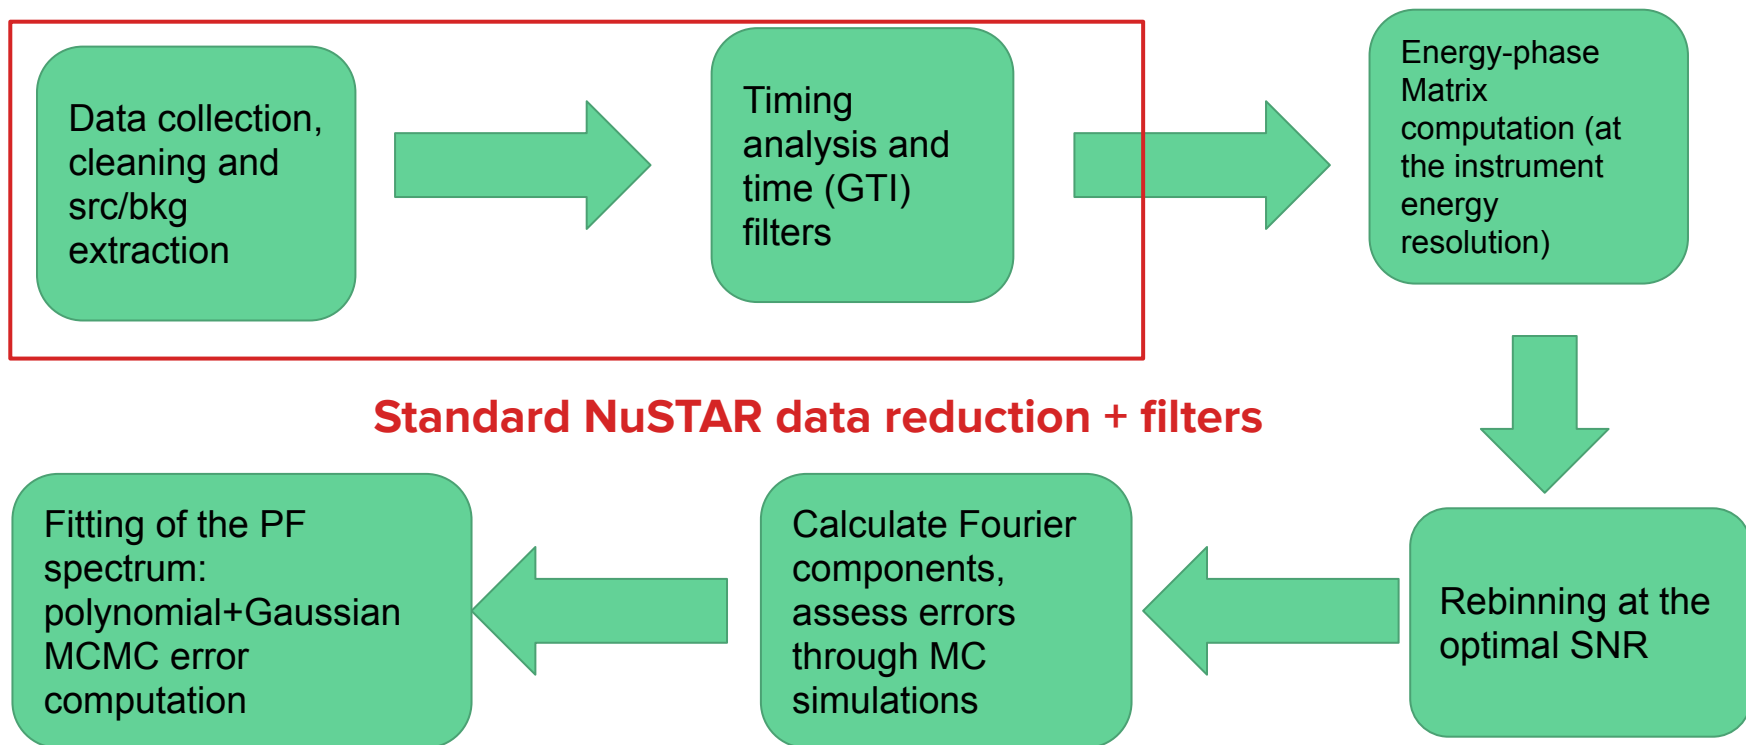 Data collection,
cleaning and
src/bkg
extraction
Timing
analysis and
time (GTI)
filters
Energy-phase
Matrix
computation (at
the instrument
energy
resolution)
Standard NuSTAR data reduction + filters
Rebinning at the
optimal SNR
Calculate Fourier
components,
assess errors
through MC
simulations
Fitting of the PF
spectrum:
polynomial+Gaussian
MCMC error
computation